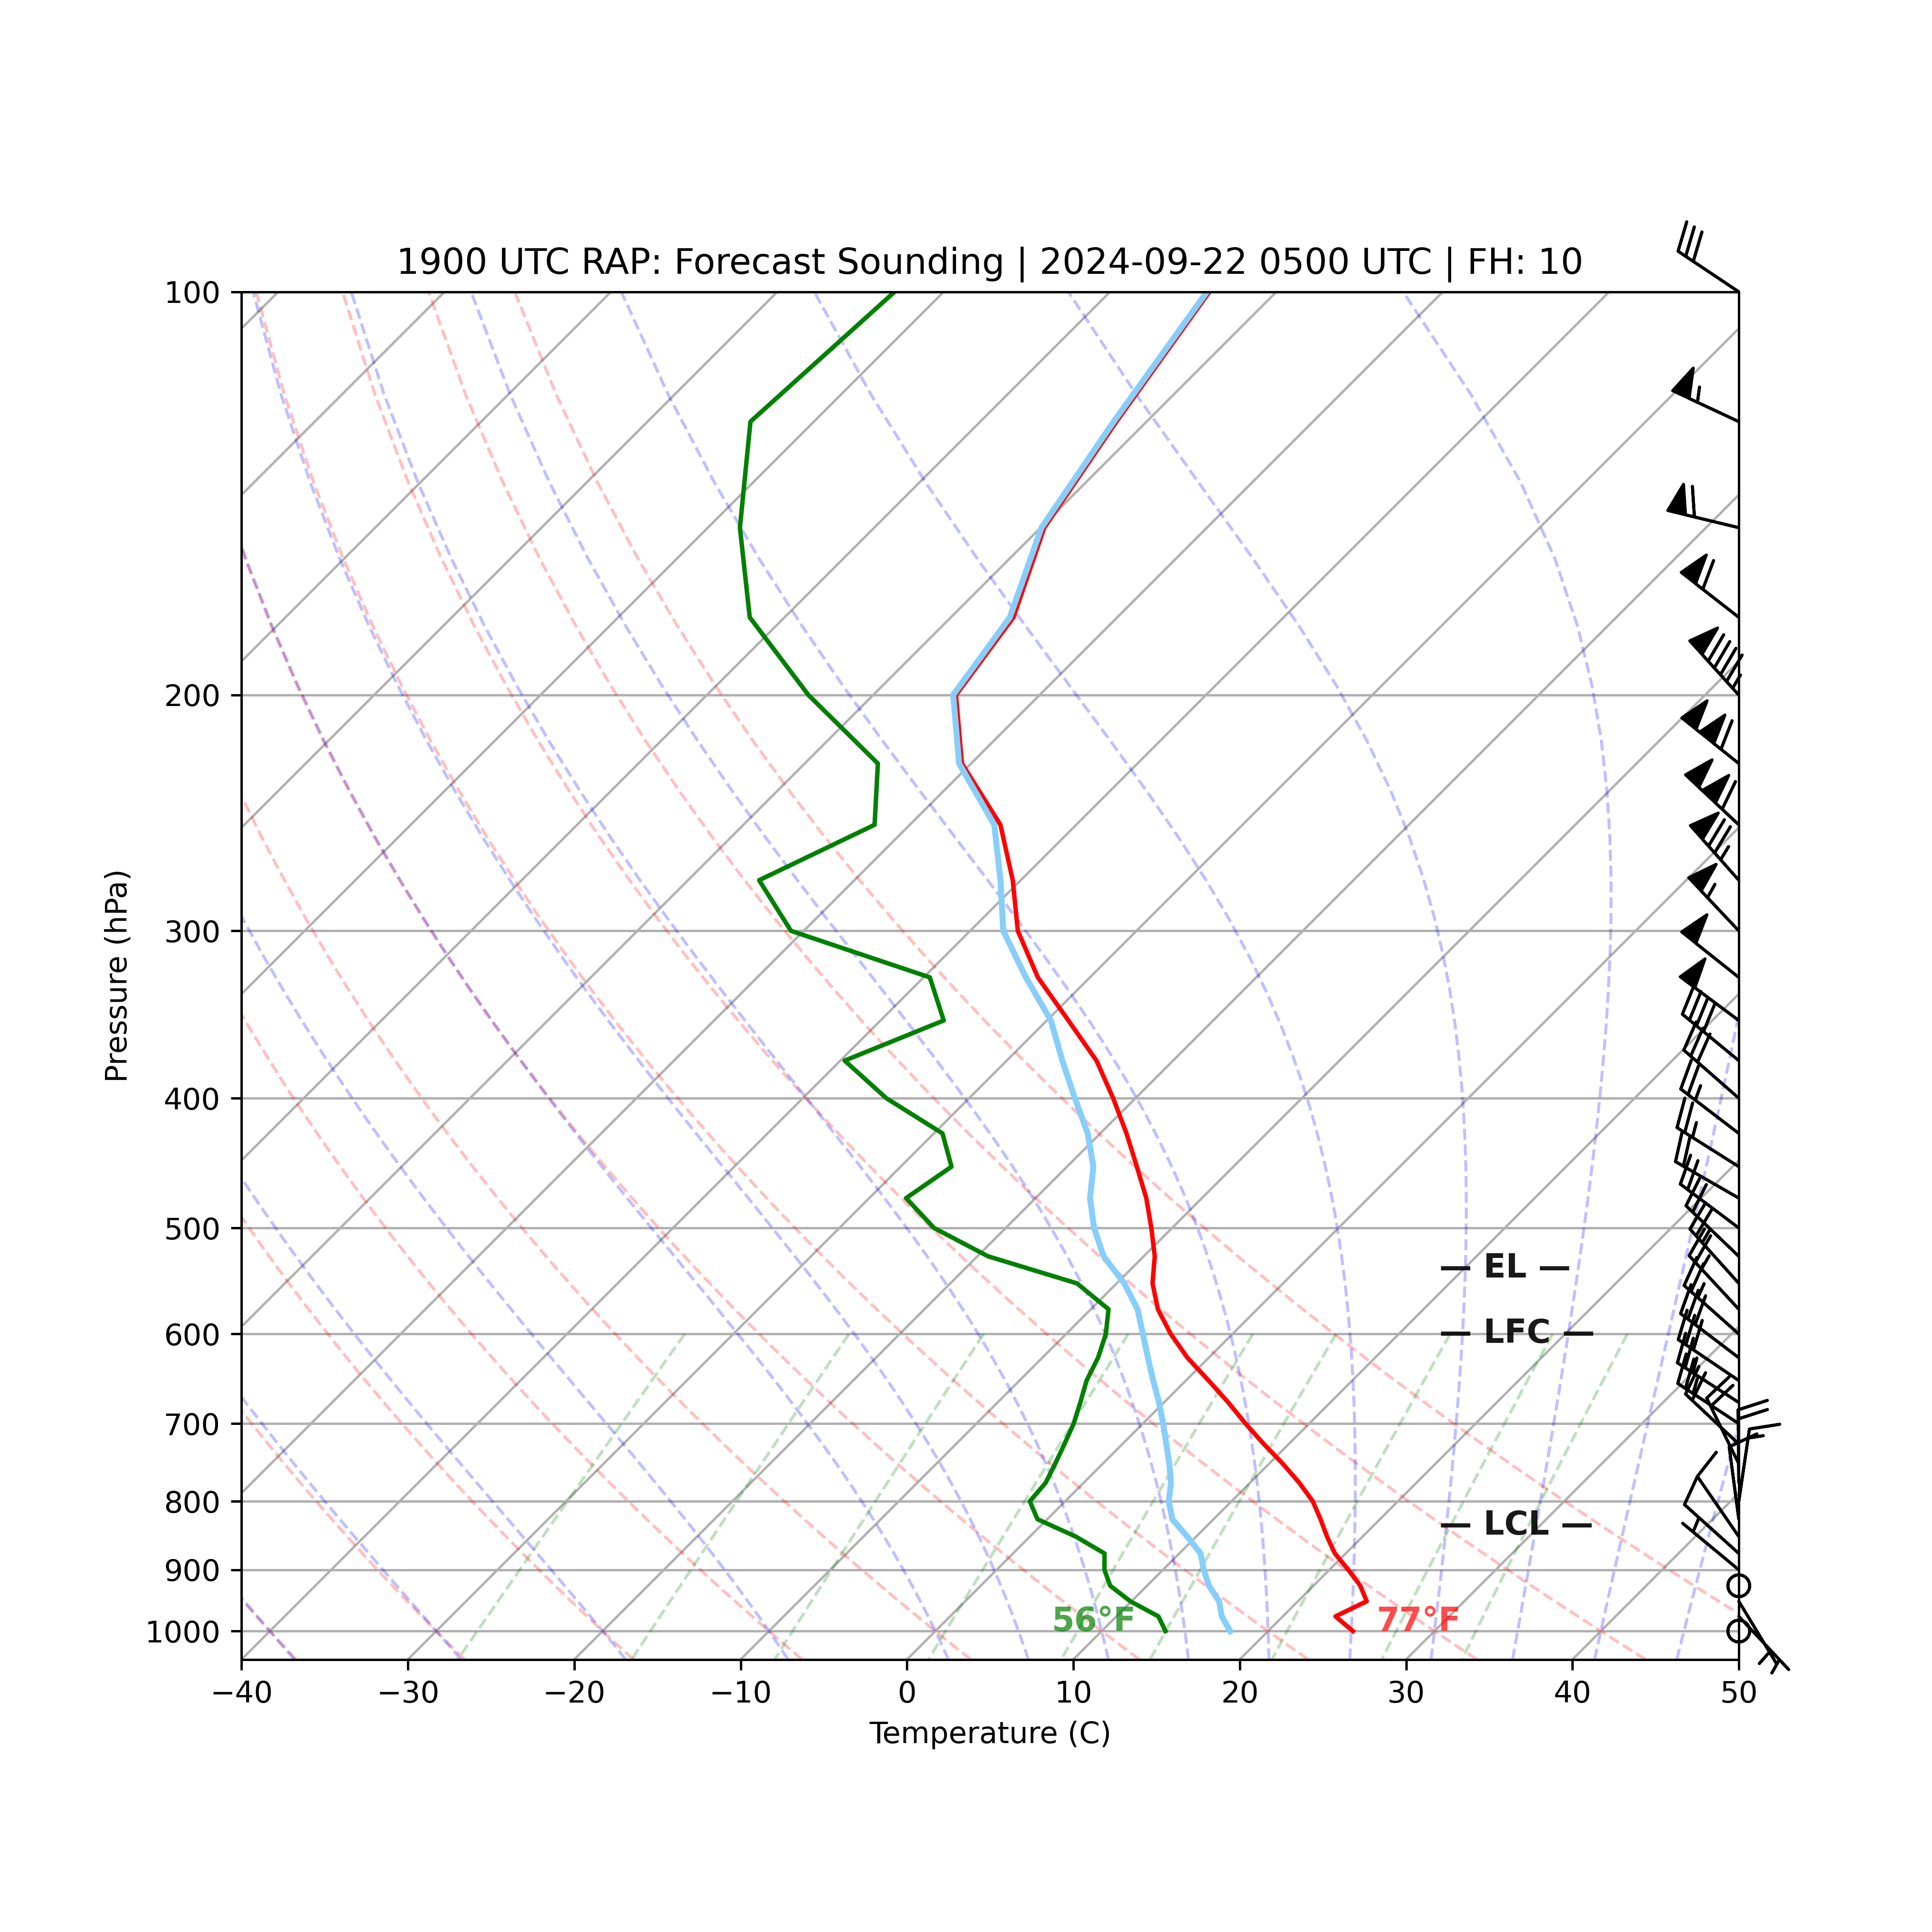 1900 UTC RAP: Forecast Sounding | 2024-09-22 0500 UTC | FH: 10
100
200
300
400
500
600
700
800
900
1000
Pressure (hPa)
— EL —
— LFC —
— LCL —
56°F
77°F
−40 −30 −20 −10 0 10 20 30 40 50
Temperature (C)